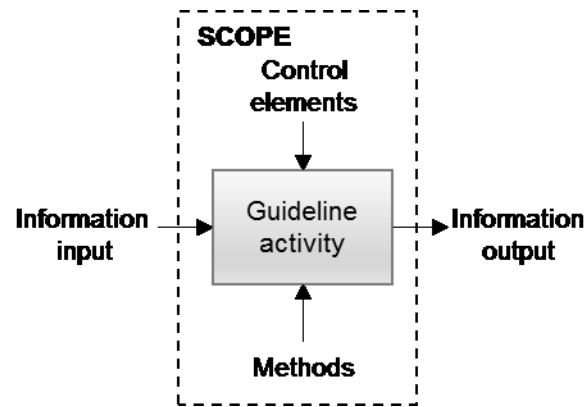 SCOPE
Control
elements
Information
input
Guideline
activity
Information
output
Methods